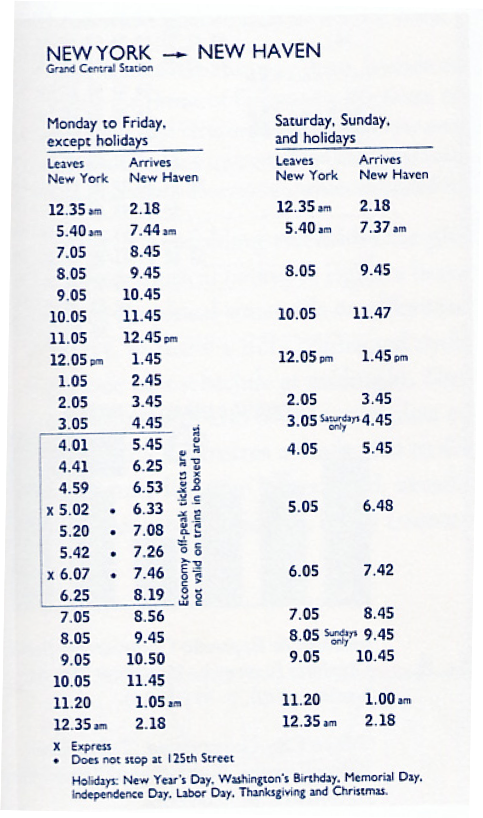 NEW YORK → NEW HAVEN
Grand Central Station
Monday to Friday,
except holidays
Leaves Arrives
New York New Haven
12.35 am 2.18
5.40 am 7.44 am
7.05 8.45
8.05 9.45
9.05 10.45
10.05 11.45
11.05 12.45 pm
12.05 pm 1.45
1.05 2.45
2.05 3.45
3.05 4.45
4.01 5.45
4.41 6.25
4.59 6.53
X 5.02 • 6.33
5.20 • 7.08
5.42 • 7.26
X 6.07 • 7.46
6.25 8.19
7.05 8.56
8.05 9.45
9.05 10.50
10.05 11.45
11.20 1.05 am
12.35 am 2.18
Economy off-peak tickets are
not valid on trains in boxed areas.
Saturday, Sunday,
and holidays
Leaves Arrives
New York New Haven
12.35 am 2.18
5.40 am 7.37 am
8.05 9.45
10.05 11.47
12.05 pm 1.45 pm
2.05 3.45
3.05 Saturdays only 4.45
4.05 5.45
5.05 6.48
6.05 7.42
7.05 8.45
8.05 Sundays only 9.45
9.05 10.45
11.20 1.00 am
12.35 am 2.18
X Express
• Does not stop at 125th Street
Holidays: New Year's Day, Washington's Birthday, Memorial Day,
Independence Day, Labor Day, Thanksgiving and Christmas.